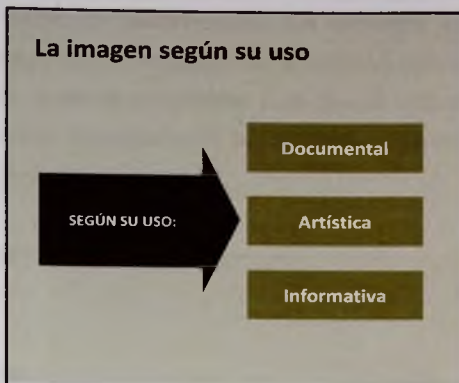 La imagen según su uso
SEGÚN SU USO:
Documental
Artística
Informativa